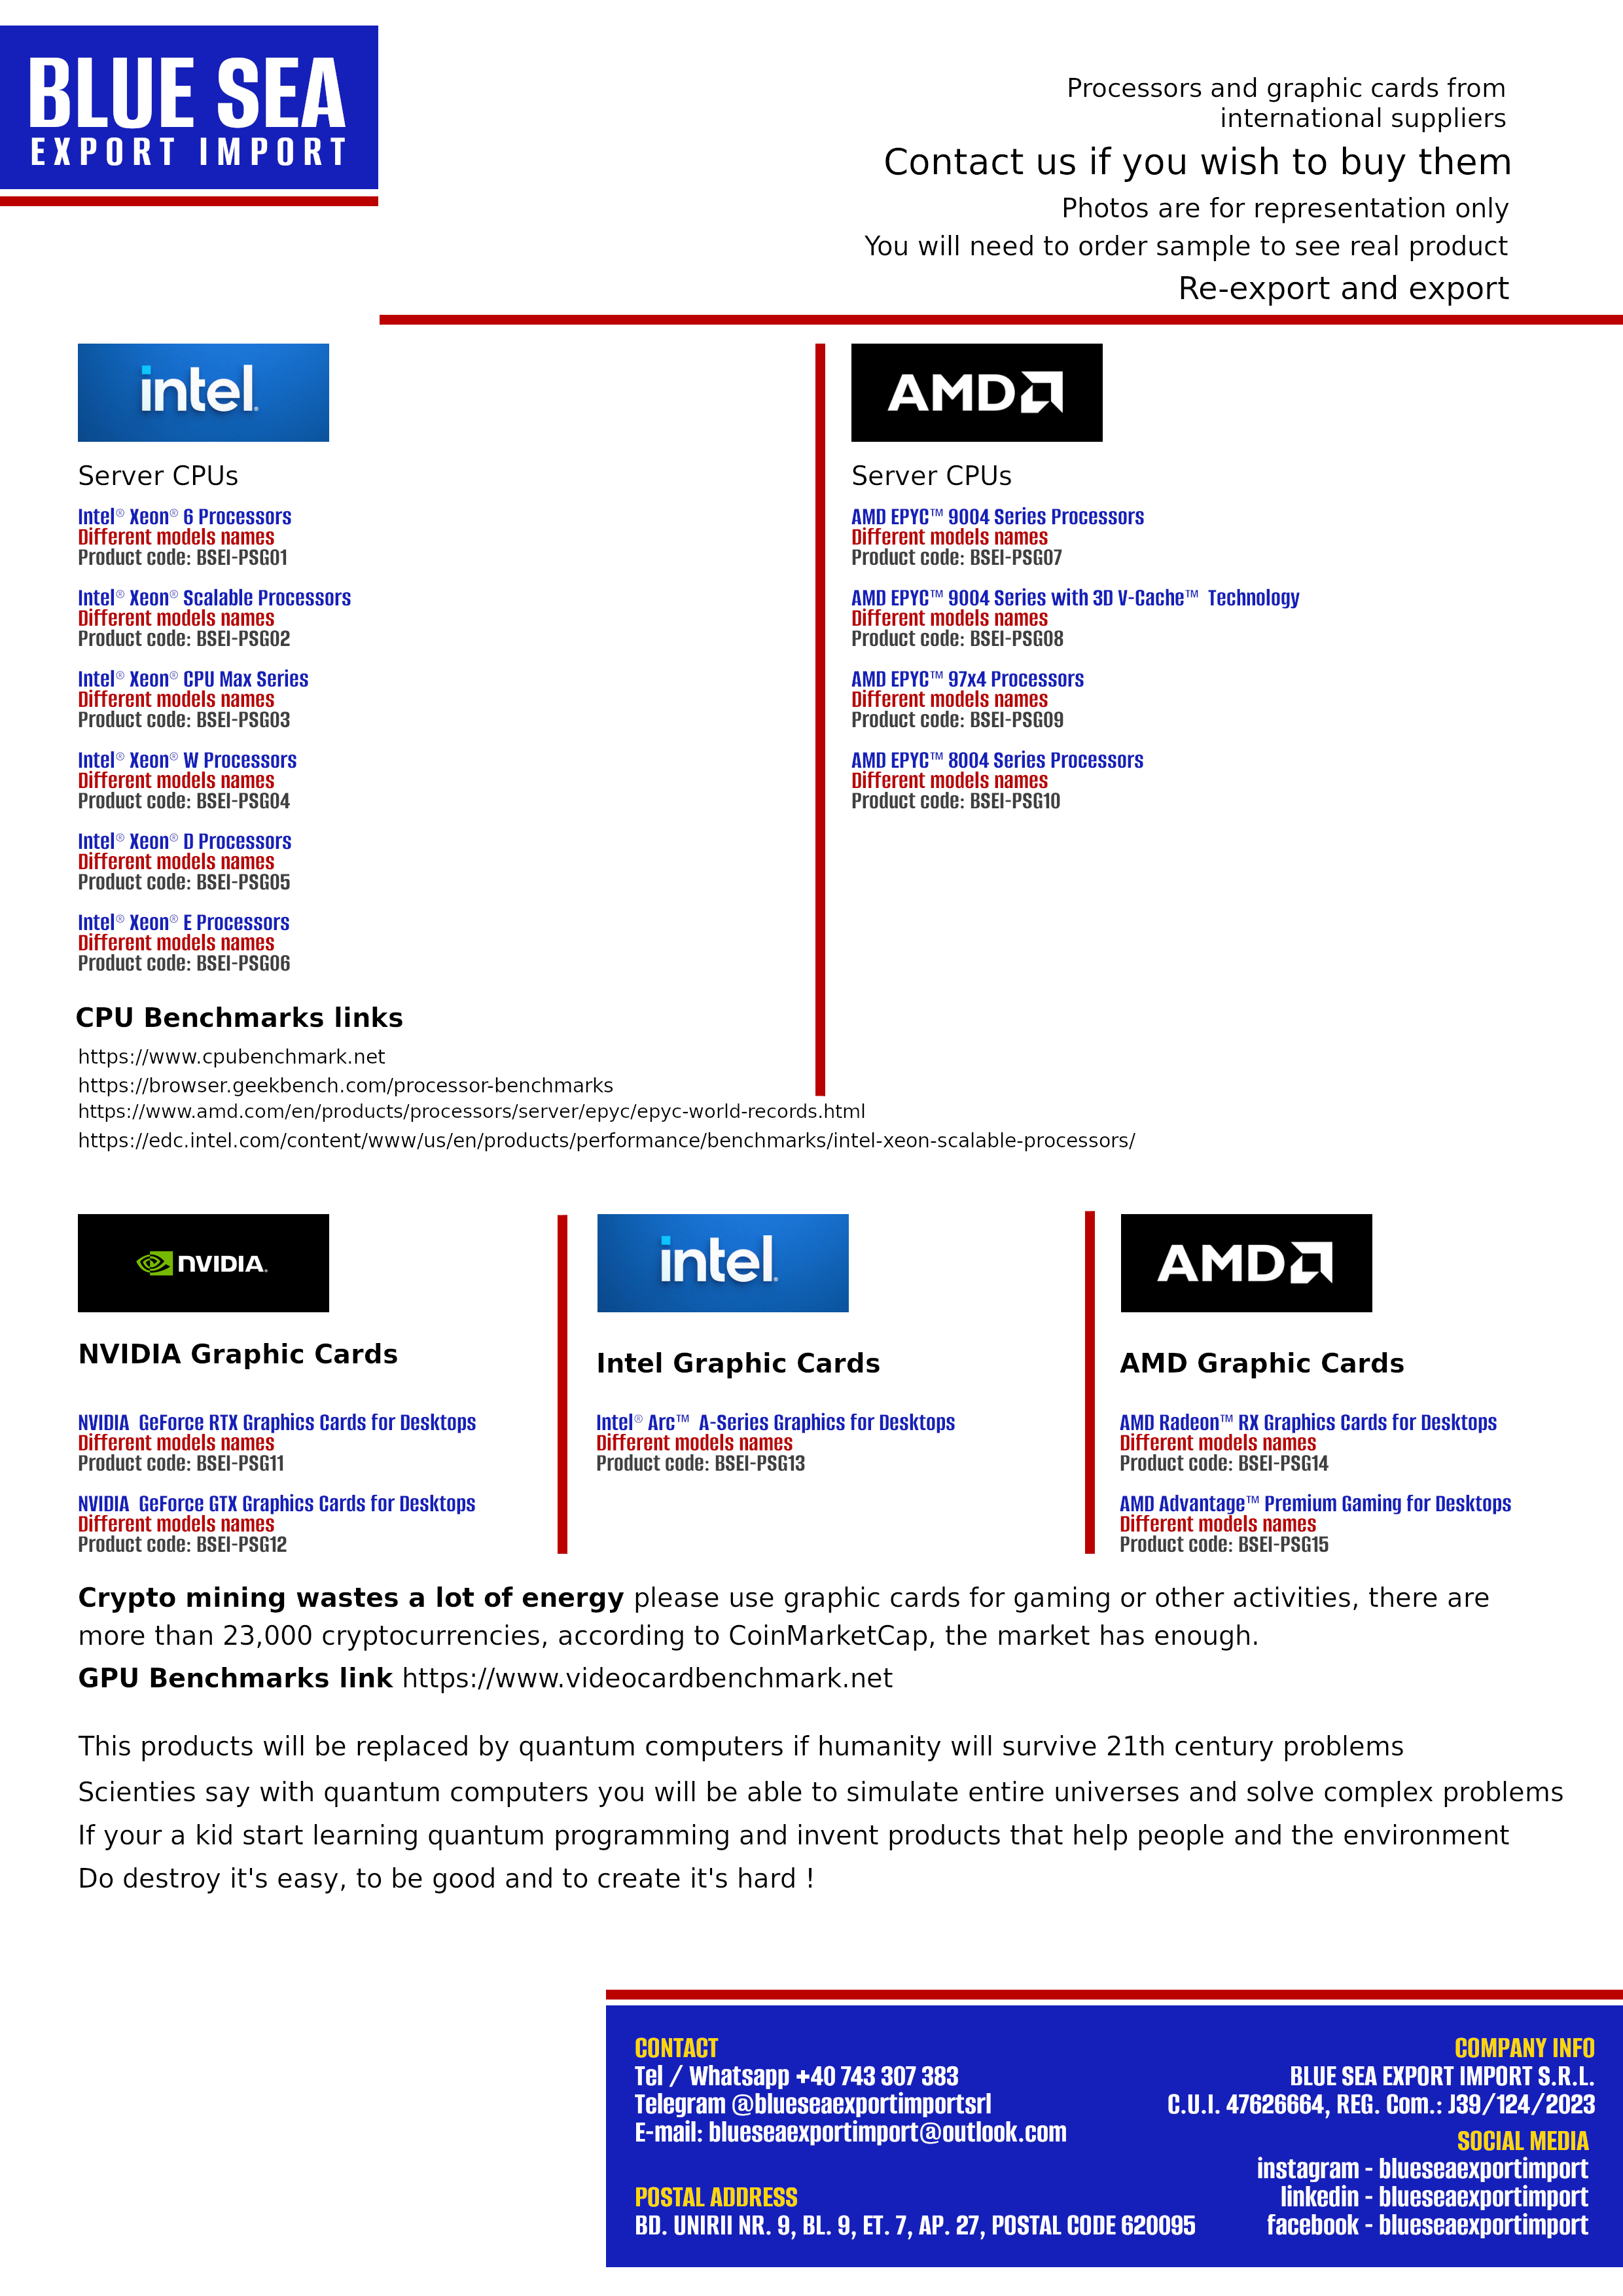 BLUE SEA
EXPORT IMPORT
Processors and graphic cards from
international suppliers
Contact us if you wish to buy them
Photos are for representation only
You will need to order sample to see real product
Re-export and export
intel.
Server CPUs
Intel® Xeon® 6 Processors
Different models names
Product code: BSEI-PSG01
Intel® Xeon® Scalable Processors
Different models names
Product code: BSEI-PSG02
Intel® Xeon® CPU Max Series
Different models names
Product code: BSEI-PSG03
Intel® Xeon® W Processors
Different models names
Product code: BSEI-PSG04
Intel® Xeon® D Processors
Different models names
Product code: BSEI-PSG05
Intel® Xeon® E Processors
Different models names
Product code: BSEI-PSG06
AMD
Server CPUs
AMD EPYC™ 9004 Series Processors
Different models names
Product code: BSEI-PSG07
AMD EPYC™ 9004 Series with 3D V-Cache™ Technology
Different models names
Product code: BSEI-PSG08
AMD EPYC™ 97x4 Processors
Different models names
Product code: BSEI-PSG09
AMD EPYC™ 8004 Series Processors
Different models names
Product code: BSEI-PSG10
CPU Benchmarks links
https://www.cpubenchmark.net
https://browser.geekbench.com/processor-benchmarks
https://www.amd.com/en/products/processors/server/epyc/epyc-world-records.html
https://edc.intel.com/content/www/us/en/products/performance/benchmarks/intel-xeon-scalable-processors/
NVIDIA.
NVIDIA Graphic Cards
NVIDIA GeForce RTX Graphics Cards for Desktops
Different models names
Product code: BSEI-PSG11
NVIDIA GeForce GTX Graphics Cards for Desktops
Different models names
Product code: BSEI-PSG12
intel.
Intel Graphic Cards
Intel® Arc™ A-Series Graphics for Desktops
Different models names
Product code: BSEI-PSG13
AMD
AMD Graphic Cards
AMD Radeon™ RX Graphics Cards for Desktops
Different models names
Product code: BSEI-PSG14
AMD Advantage™ Premium Gaming for Desktops
Different models names
Product code: BSEI-PSG15
Crypto mining wastes a lot of energy please use graphic cards for gaming or other activities, there are
more than 23,000 cryptocurrencies, according to CoinMarketCap, the market has enough.
GPU Benchmarks link https://www.videocardbenchmark.net
This products will be replaced by quantum computers if humanity will survive 21th century problems
Scienties say with quantum computers you will be able to simulate entire universes and solve complex problems
If your a kid start learning quantum programming and invent products that help people and the environment
Do destroy it's easy, to be good and to create it's hard !
CONTACT
Tel / Whatsapp +40 743 307 383
Telegram @blueseaexportimportsrl
E-mail: blueseaexportimport@outlook.com
POSTAL ADDRESS
BD. UNIRII NR. 9, BL. 9, ET. 7, AP. 27, POSTAL CODE 620095
COMPANY INFO
BLUE SEA EXPORT IMPORT S.R.L.
C.U.I. 47626664, REG. Com.: J39/124/2023
SOCIAL MEDIA
instagram - blueseaexportimport
linkedin - blueseaexportimport
facebook - blueseaexportimport